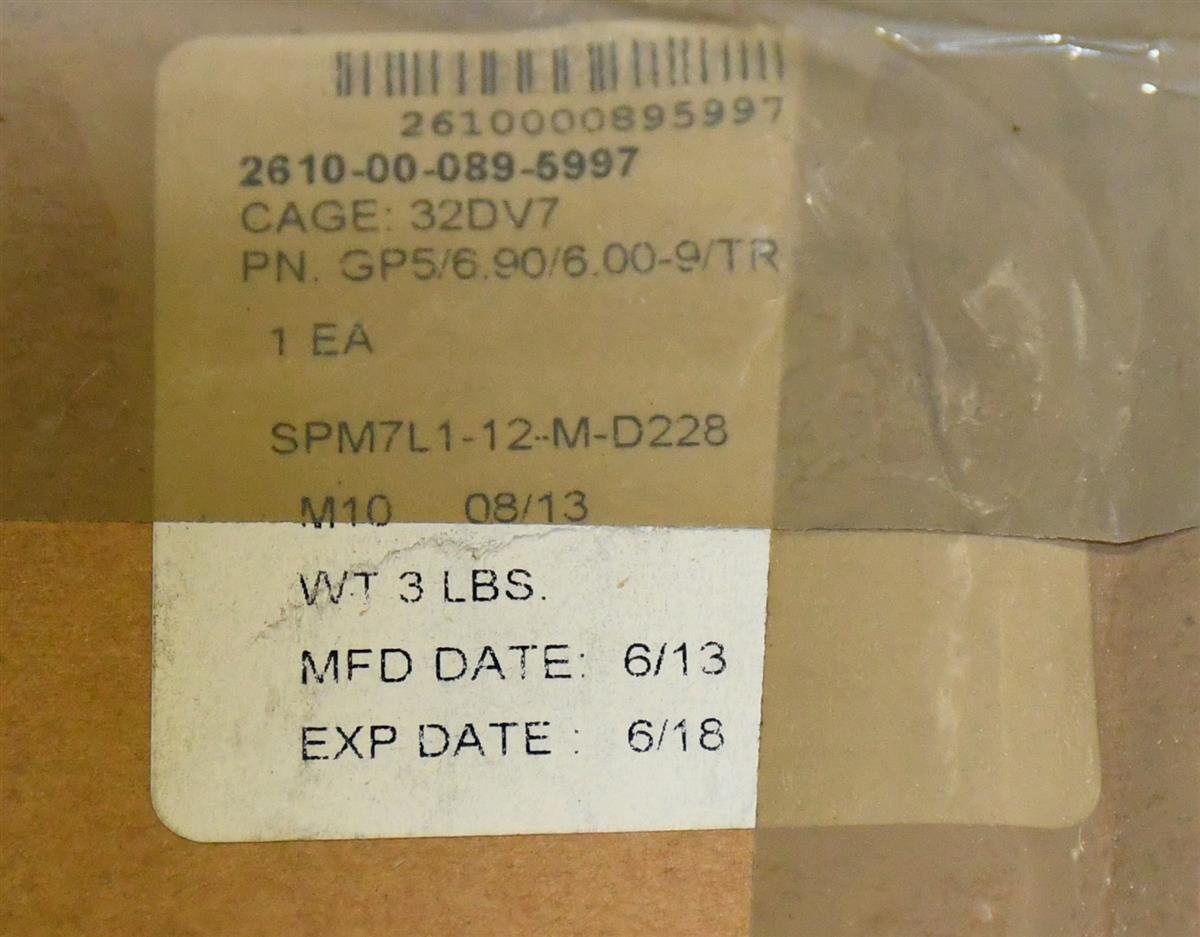 2610000895997
2610-00-089-5997
CAGE: 32DV7
PN. GP5/6.90/6.00-9/TR
1 EA
SPM7L1-12-M-D228
M10 08/13
WT 3 LBS.
MFD DATE: 6/13
EXP DATE : 6/18